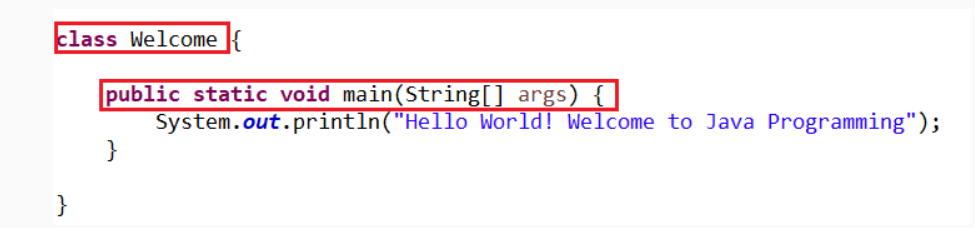 class Welcome {
public static void main(String[] args) {
System.out.println("Hello World! Welcome to Java Programming");
}
}